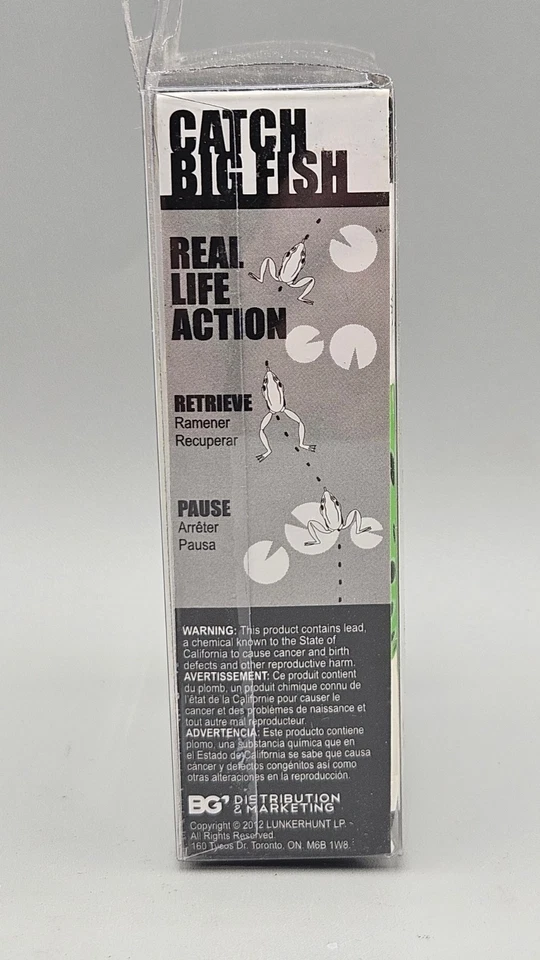 CATCH
BIG FISH
REAL
LIFE
ACTION
RETRIEVE
Ramener
Recuperar
PAUSE
Arrêter
Pausa
WARNING: This product contains lead,
a chemical known to the State of
California to cause cancer and birth
defects and other reproductive harm.
AVERTISSEMENT: Ce produit contient
du plomb, un produit chimique connu de
l'état de la Californie pour causer le
cancer et des problèmes de naissance et
tout autre mal reproducteur.
ADVERTENCIA: Este producto contiene
plomo, una substancia química que en
el Estado de California se sabe que causa
cáncer y defectos congénitos así como
otras alteraciones en la reproducción.
BG DISTRIBUTION
& MARKETING
Copyright © 2012 LUNKERHUNT LP.
All Rights Reserved.
160 Tycos Dr. Toronto, ON. M6B 1W8.